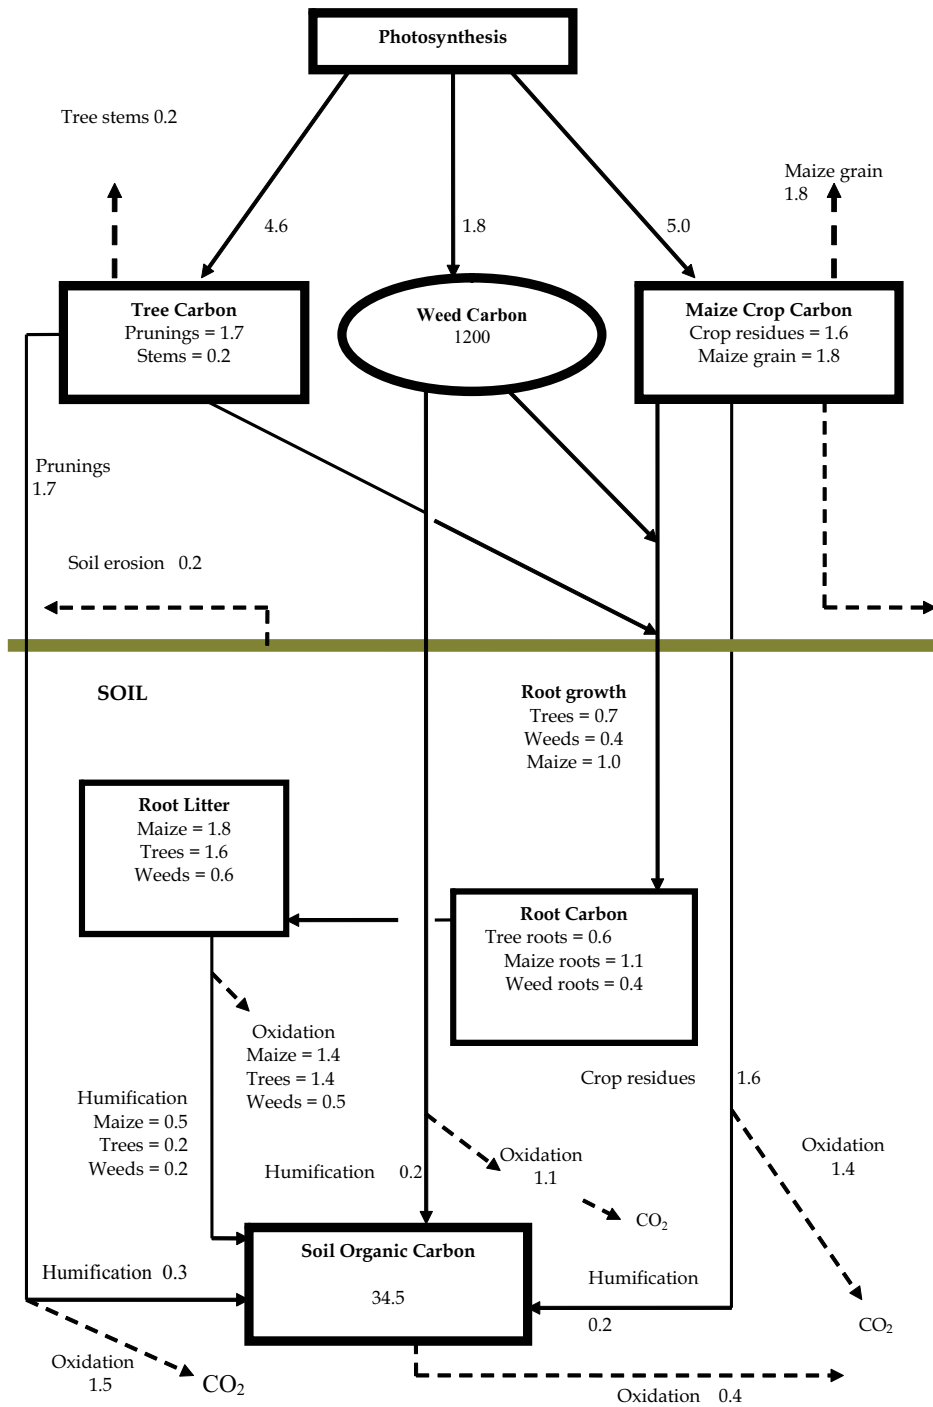 Photosynthesis
Tree stems 0.2
Maize grain
1.8
4.6
1.8
5.0
Tree Carbon
Prunings = 1.7
Stems = 0.2
Weed Carbon
1200
Maize Crop Carbon
Crop residues = 1.6
Maize grain = 1.8
Prunings
1.7
Soil erosion 0.2
SOIL
Root growth
Trees = 0.7
Weeds = 0.4
Maize = 1.0
Root Litter
Maize = 1.8
Trees = 1.6
Weeds = 0.6
Root Carbon
Tree roots = 0.6
Maize roots = 1.1
Weed roots = 0.4
Oxidation
Maize = 1.4
Trees = 1.4
Weeds = 0.5
Crop residues 1.6
Humification
Maize = 0.5
Trees = 0.2
Weeds = 0.2
Humification 0.2
Oxidation
1.1
Oxidation
1.4
CO₂
Soil Organic Carbon
34.5
Humification 0.3
Humification
0.2
CO₂
Oxidation
1.5
CO₂
Oxidation 0.4